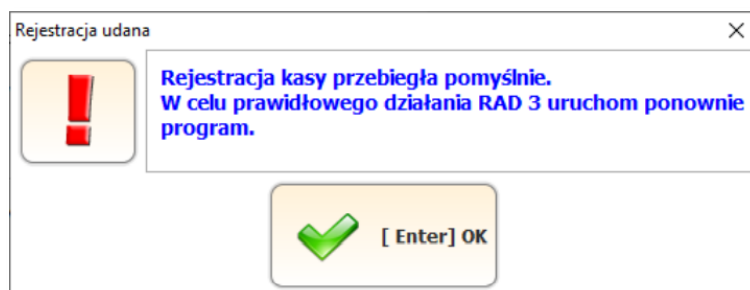 Rejestracja udana
Rejestracja kasy przebiegła pomyślnie.
W celu prawidłowego działania RAD 3 uruchom ponownie
program.
[ Enter] OK